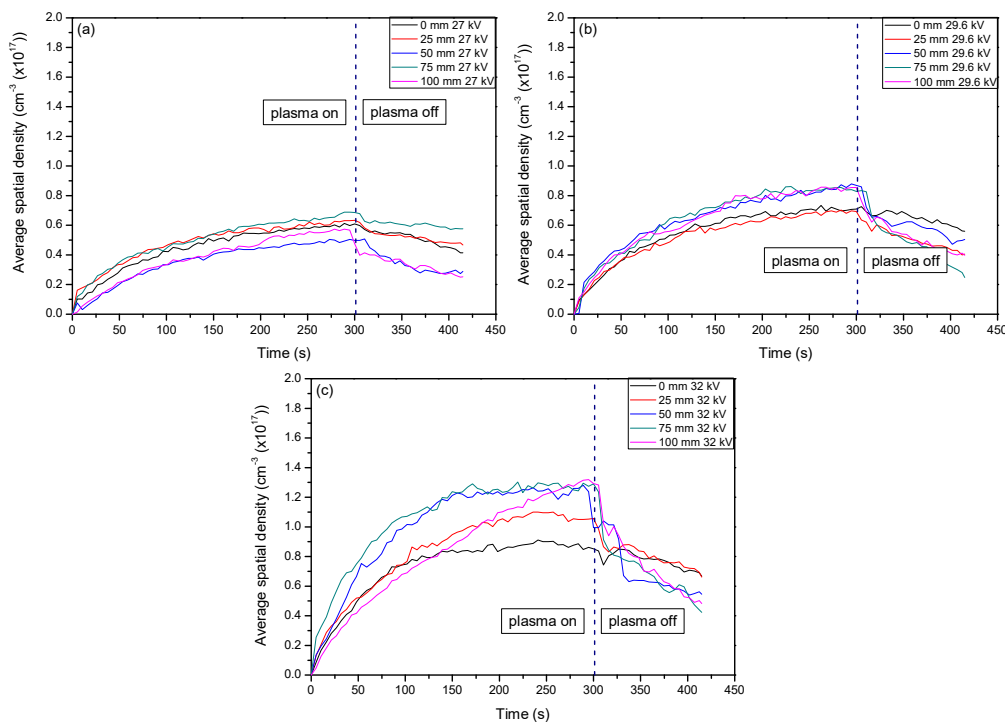 (a)
0 mm 27 kV
25 mm 27 kV
50 mm 27 kV
75 mm 27 kV
100 mm 27 kV
plasma on
plasma off
Average spatial density (cm⁻³ (x10¹⁷))
2.0
1.8
1.6
1.4
1.2
1.0
0.8
0.6
0.4
0.2
0.0
0 50 100 150 200 250 300 350 400 450
Time (s)
(b)
0 mm 29.6 kV
25 mm 29.6 kV
50 mm 29.6 kV
75 mm 29.6 kV
100 mm 29.6 kV
plasma on
plasma off
Average spatial density (cm⁻³ (x10¹⁷))
2.0
1.8
1.6
1.4
1.2
1.0
0.8
0.6
0.4
0.2
0.0
0 50 100 150 200 250 300 350 400 450
Time (s)
(c)
0 mm 32 kV
25 mm 32 kV
50 mm 32 kV
75 mm 32 kV
100 mm 32 kV
plasma on
plasma off
Average spatial density (cm⁻³ (x10¹⁷))
2.0
1.8
1.6
1.4
1.2
1.0
0.8
0.6
0.4
0.2
0.0
0 50 100 150 200 250 300 350 400 450
Time (s)